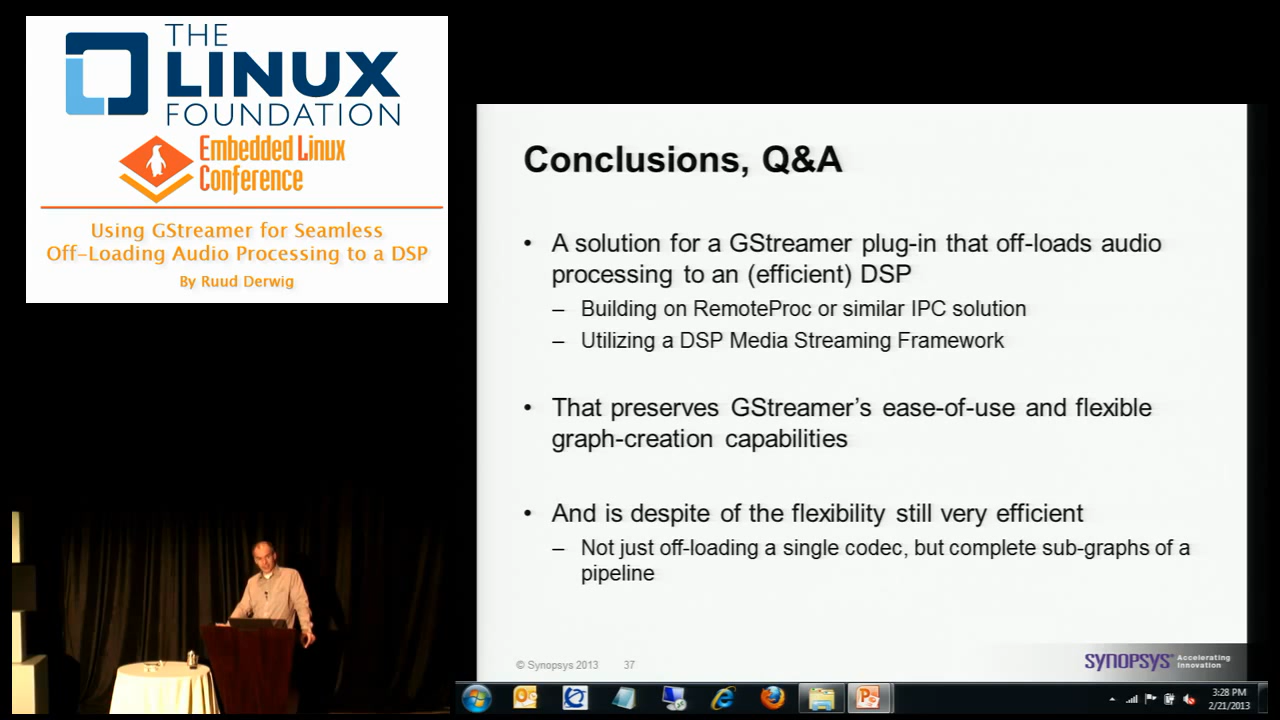 THE
LINUX
FOUNDATION
Embedded Linux
Conference
Using GStreamer for Seamless
Off-Loading Audio Processing to a DSP
By Ruud Derwig
Conclusions, Q&A
• A solution for a GStreamer plug-in that off-loads audio
processing to an (efficient) DSP
– Building on RemoteProc or similar IPC solution
– Utilizing a DSP Media Streaming Framework
• That preserves GStreamer’s ease-of-use and flexible
graph-creation capabilities
• And is despite of the flexibility still very efficient
– Not just off-loading a single codec, but complete sub-graphs of a
pipeline
© Synopsys 2013 37
SYNOPSYS Accelerating
Innovation
3:28 PM
2/21/2013